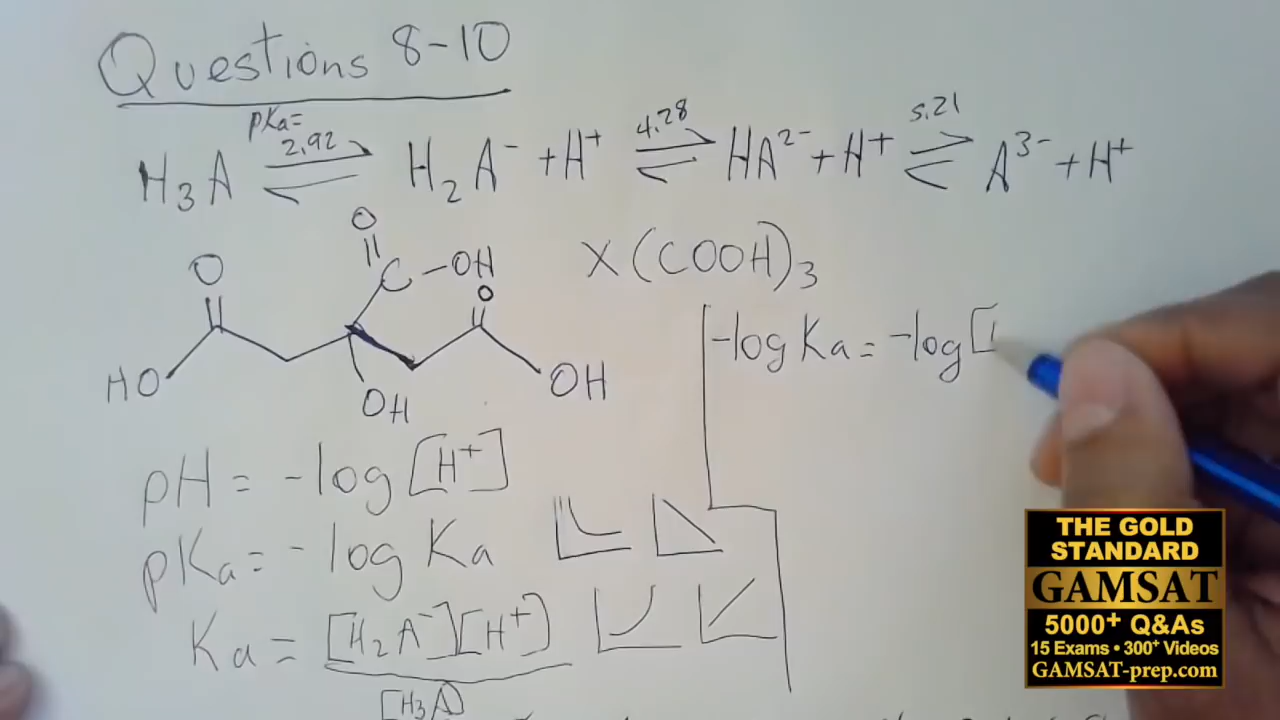 Questions 8-10
pKa=
2.92 4.28 5.21
H₃A ⇌ H₂A⁻ + H⁺ ⇌ HA²⁻ + H⁺ ⇌ A³⁻ + H⁺
O
O C -OH X(COOH)₃
O
-log Ka = -log [
HO OH OH
pH = -log [H⁺]
pKa = -log Ka
Ka = [H₂A⁻][H⁺]
[H₃A]
THE GOLD
STANDARD
GAMSAT
5000⁺ Q&As
15 Exams • 300⁺ Videos
GAMSAT-prep.com